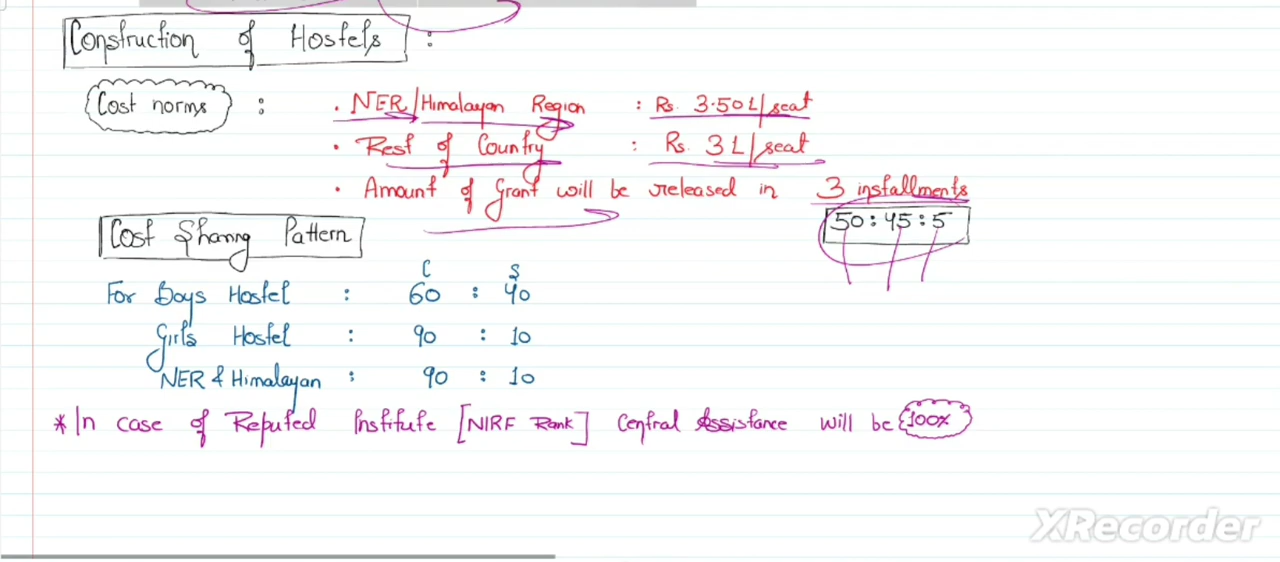 Construction of Hostels :
Cost norms : • NER/Himalayan Region : Rs. 3.50 L/seat
• Rest of Country : Rs. 3 L/seat
• Amount of Grant will be released in 3 installments
50 : 45 : 5
Cost Sharing Pattern
C S
For Boys Hostel : 60 : 40
Girls Hostel : 90 : 10
NER & Himalayan : 90 : 10
* In case of Reputed Institute [NIRF Rank] Central Assistance will be 100%
XRecorder